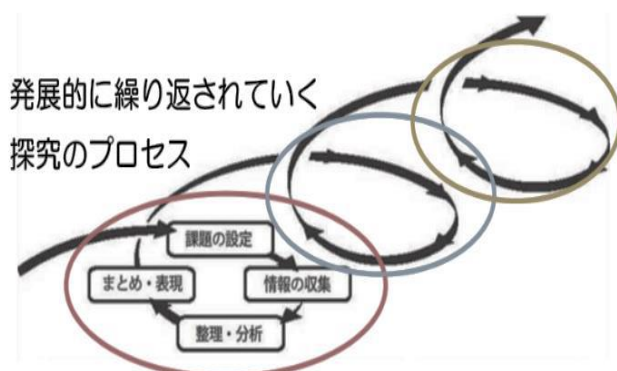 発展的に繰り返されていく
探究のプロセス
課題の設定
まとめ・表現
情報の収集
整理・分析